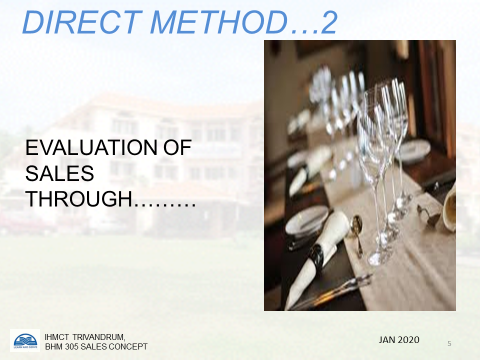 DIRECT METHOD…2
EVALUATION OF
SALES
THROUGH………
IHMCT TRIVANDRUM,
BHM 305 SALES CONCEPT
JAN 2020
5